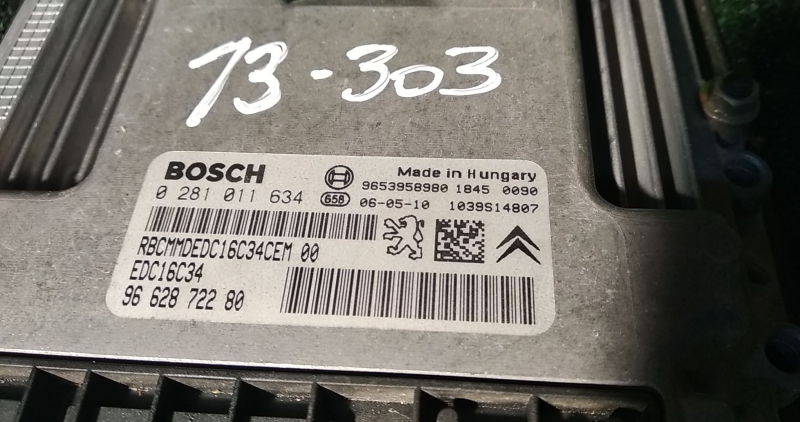 13-303
BOSCH
Made in Hungary
9653958980 1845 0090
0 281 011 634
658
06-05-10 1039S14807
RBCMMDEDC16C34CEM 00
EDC16C34
96 628 722 80